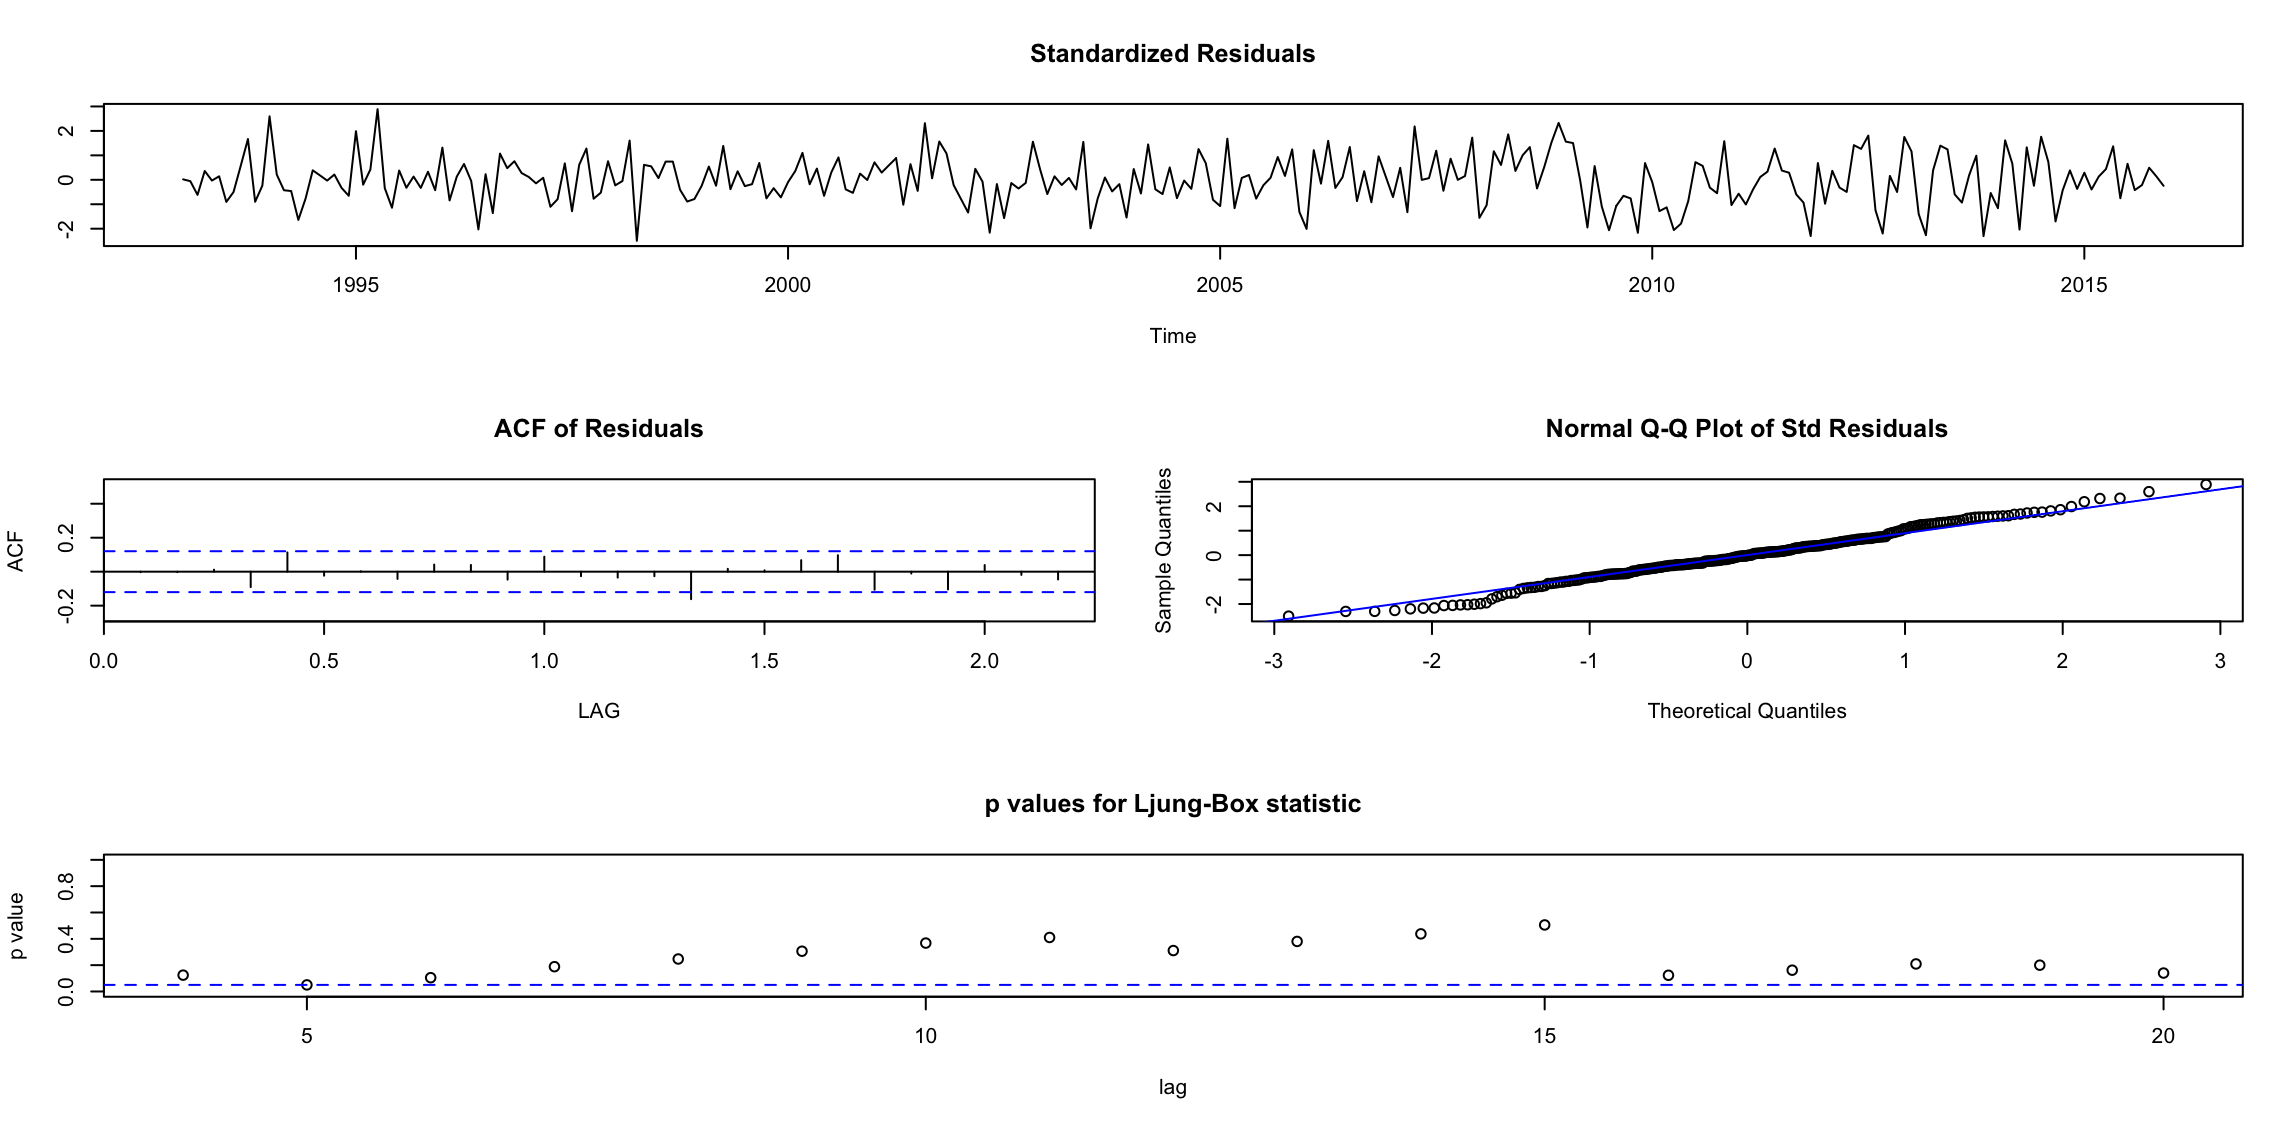 Standardized Residuals
2
0
-2
1995 2000 2005 2010 2015
Time
ACF of Residuals
ACF
0.2
-0.2
0.0 0.5 1.0 1.5 2.0
LAG
Normal Q-Q Plot of Std Residuals
Sample Quantiles
2
0
-2
-3 -2 -1 0 1 2 3
Theoretical Quantiles
p values for Ljung-Box statistic
p value
0.8
0.4
0.0
5 10 15 20
lag